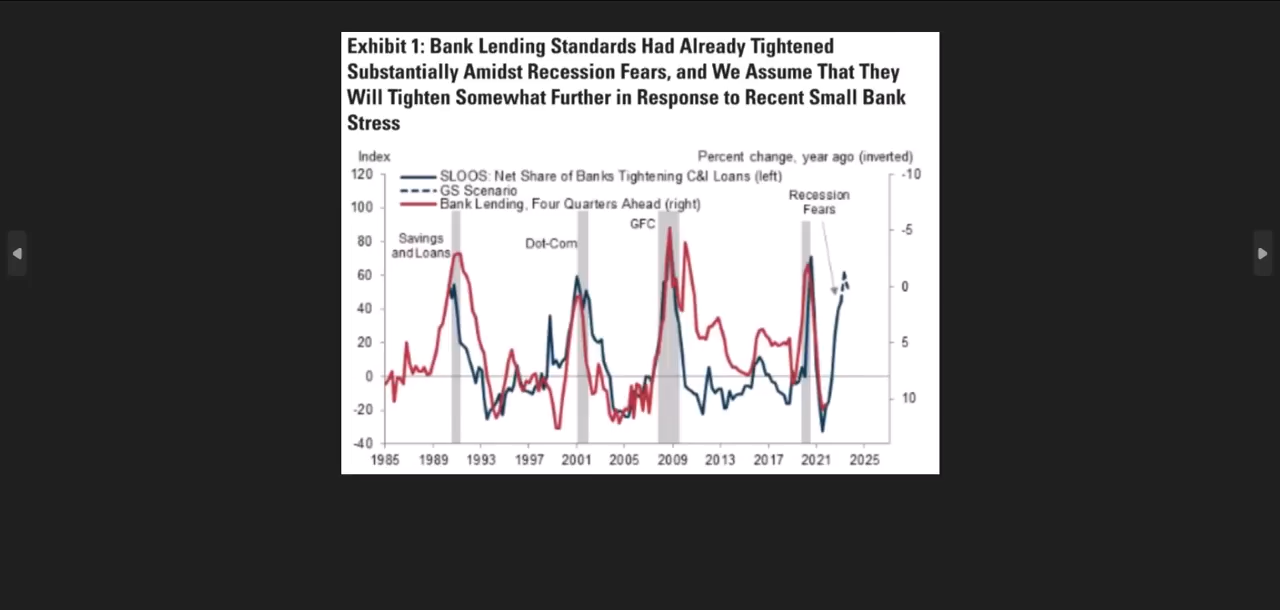 Exhibit 1: Bank Lending Standards Had Already Tightened
Substantially Amidst Recession Fears, and We Assume That They
Will Tighten Somewhat Further in Response to Recent Small Bank
Stress
Index
Percent change, year ago (inverted)
120
100
80
60
40
20
0
-20
-40
SLOOS: Net Share of Banks Tightening C&I Loans (left)
GS Scenario
Bank Lending, Four Quarters Ahead (right)
Savings
and Loans
Dot-Com
GFC
Recession
Fears
-10
-5
0
5
10
1985 1989 1993 1997 2001 2005 2009 2013 2017 2021 2025